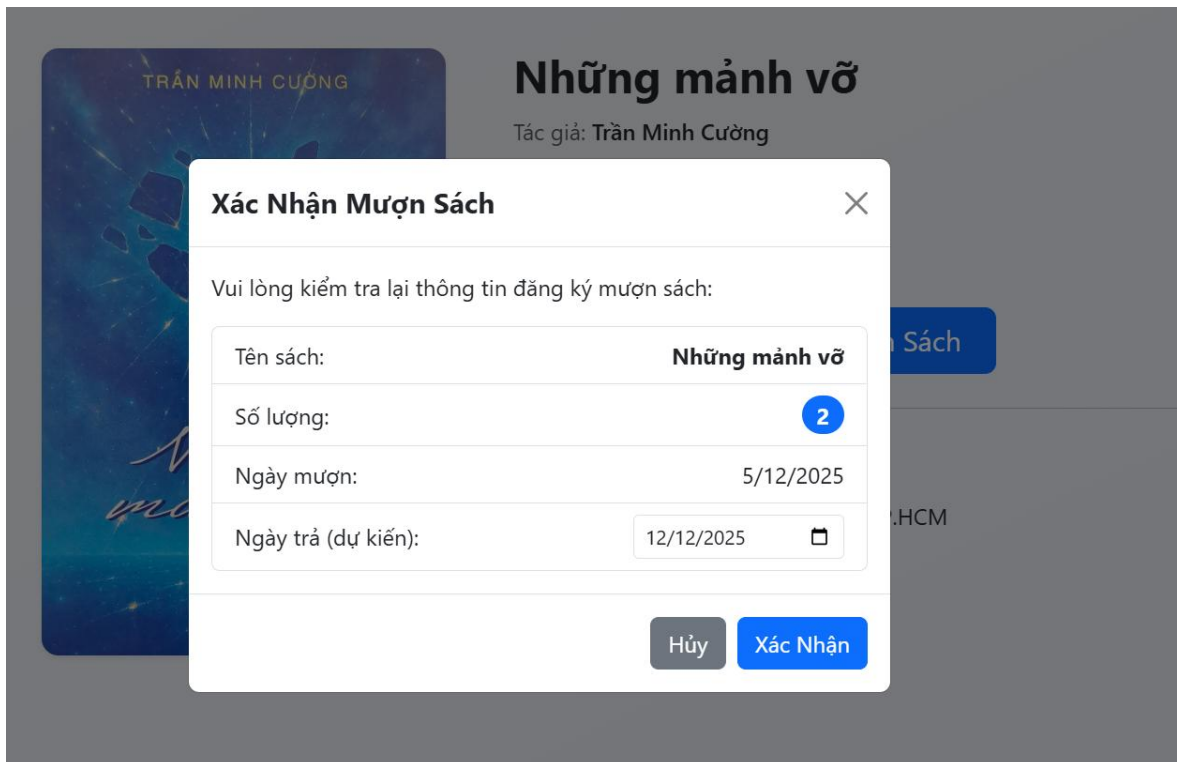 TRẦN MINH CƯỜNG
Những mảnh vỡ
Tác giả: Trần Minh Cường
Xác Nhận Mượn Sách
Vui lòng kiểm tra lại thông tin đăng ký mượn sách:
Tên sách: Những mảnh vỡ
Số lượng: 2
Ngày mượn: 5/12/2025
Ngày trả (dự kiến): 12/12/2025
Sách
.HCM
Hủy Xác Nhận